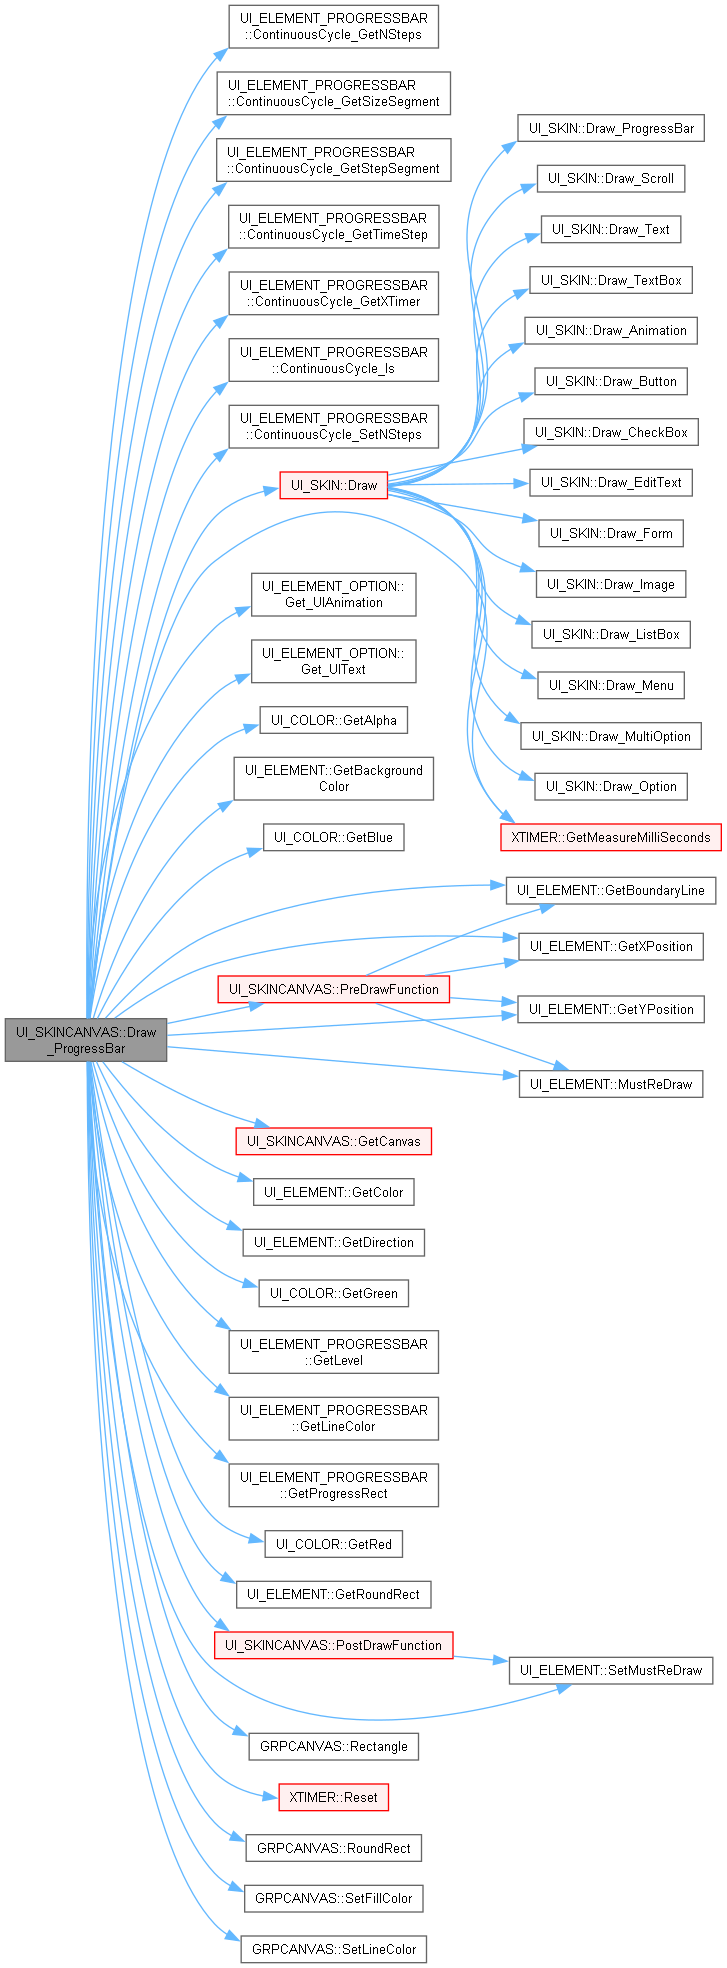 UI_ELEMENT_PROGRESSBAR
::ContinuousCycle_GetNSteps
UI_ELEMENT_PROGRESSBAR
::ContinuousCycle_GetSizeSegment
UI_ELEMENT_PROGRESSBAR
::ContinuousCycle_GetStepSegment
UI_ELEMENT_PROGRESSBAR
::ContinuousCycle_GetTimeStep
UI_ELEMENT_PROGRESSBAR
::ContinuousCycle_GetXTimer
UI_ELEMENT_PROGRESSBAR
::ContinuousCycle_Is
UI_ELEMENT_PROGRESSBAR
::ContinuousCycle_SetNSteps
UI_SKIN::Draw
UI_SKIN::Draw_ProgressBar
UI_SKIN::Draw_Scroll
UI_SKIN::Draw_Text
UI_SKIN::Draw_TextBox
UI_SKIN::Draw_Animation
UI_SKIN::Draw_Button
UI_SKIN::Draw_CheckBox
UI_SKIN::Draw_EditText
UI_SKIN::Draw_Form
UI_SKIN::Draw_Image
UI_SKIN::Draw_ListBox
UI_SKIN::Draw_Menu
UI_SKIN::Draw_MultiOption
UI_SKIN::Draw_Option
XTIMER::GetMeasureMilliSeconds
UI_ELEMENT_OPTION::
Get_UIAnimation
UI_ELEMENT_OPTION::
Get_UIText
UI_COLOR::GetAlpha
UI_ELEMENT::GetBackground
Color
UI_COLOR::GetBlue
UI_ELEMENT::GetBoundaryLine
UI_ELEMENT::GetXPosition
UI_SKINCANVAS::PreDrawFunction
UI_ELEMENT::GetYPosition
UI_SKINCANVAS::Draw
_ProgressBar
UI_ELEMENT::MustReDraw
UI_SKINCANVAS::GetCanvas
UI_ELEMENT::GetColor
UI_ELEMENT::GetDirection
UI_COLOR::GetGreen
UI_ELEMENT_PROGRESSBAR
::GetLevel
UI_ELEMENT_PROGRESSBAR
::GetLineColor
UI_ELEMENT_PROGRESSBAR
::GetProgressRect
UI_COLOR::GetRed
UI_ELEMENT::GetRoundRect
UI_SKINCANVAS::PostDrawFunction
UI_ELEMENT::SetMustReDraw
GRPCANVAS::Rectangle
XTIMER::Reset
GRPCANVAS::RoundRect
GRPCANVAS::SetFillColor
GRPCANVAS::SetLineColor